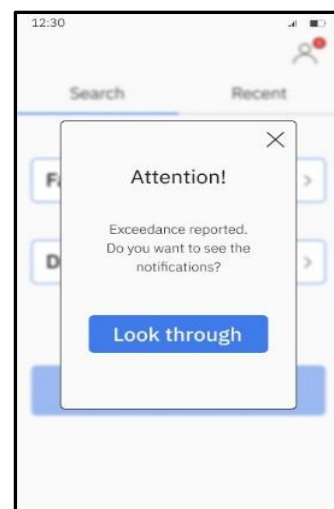 12:30
Search Recent
Attention!
Exceedance reported.
Do you want to see the
notifications?
Look through